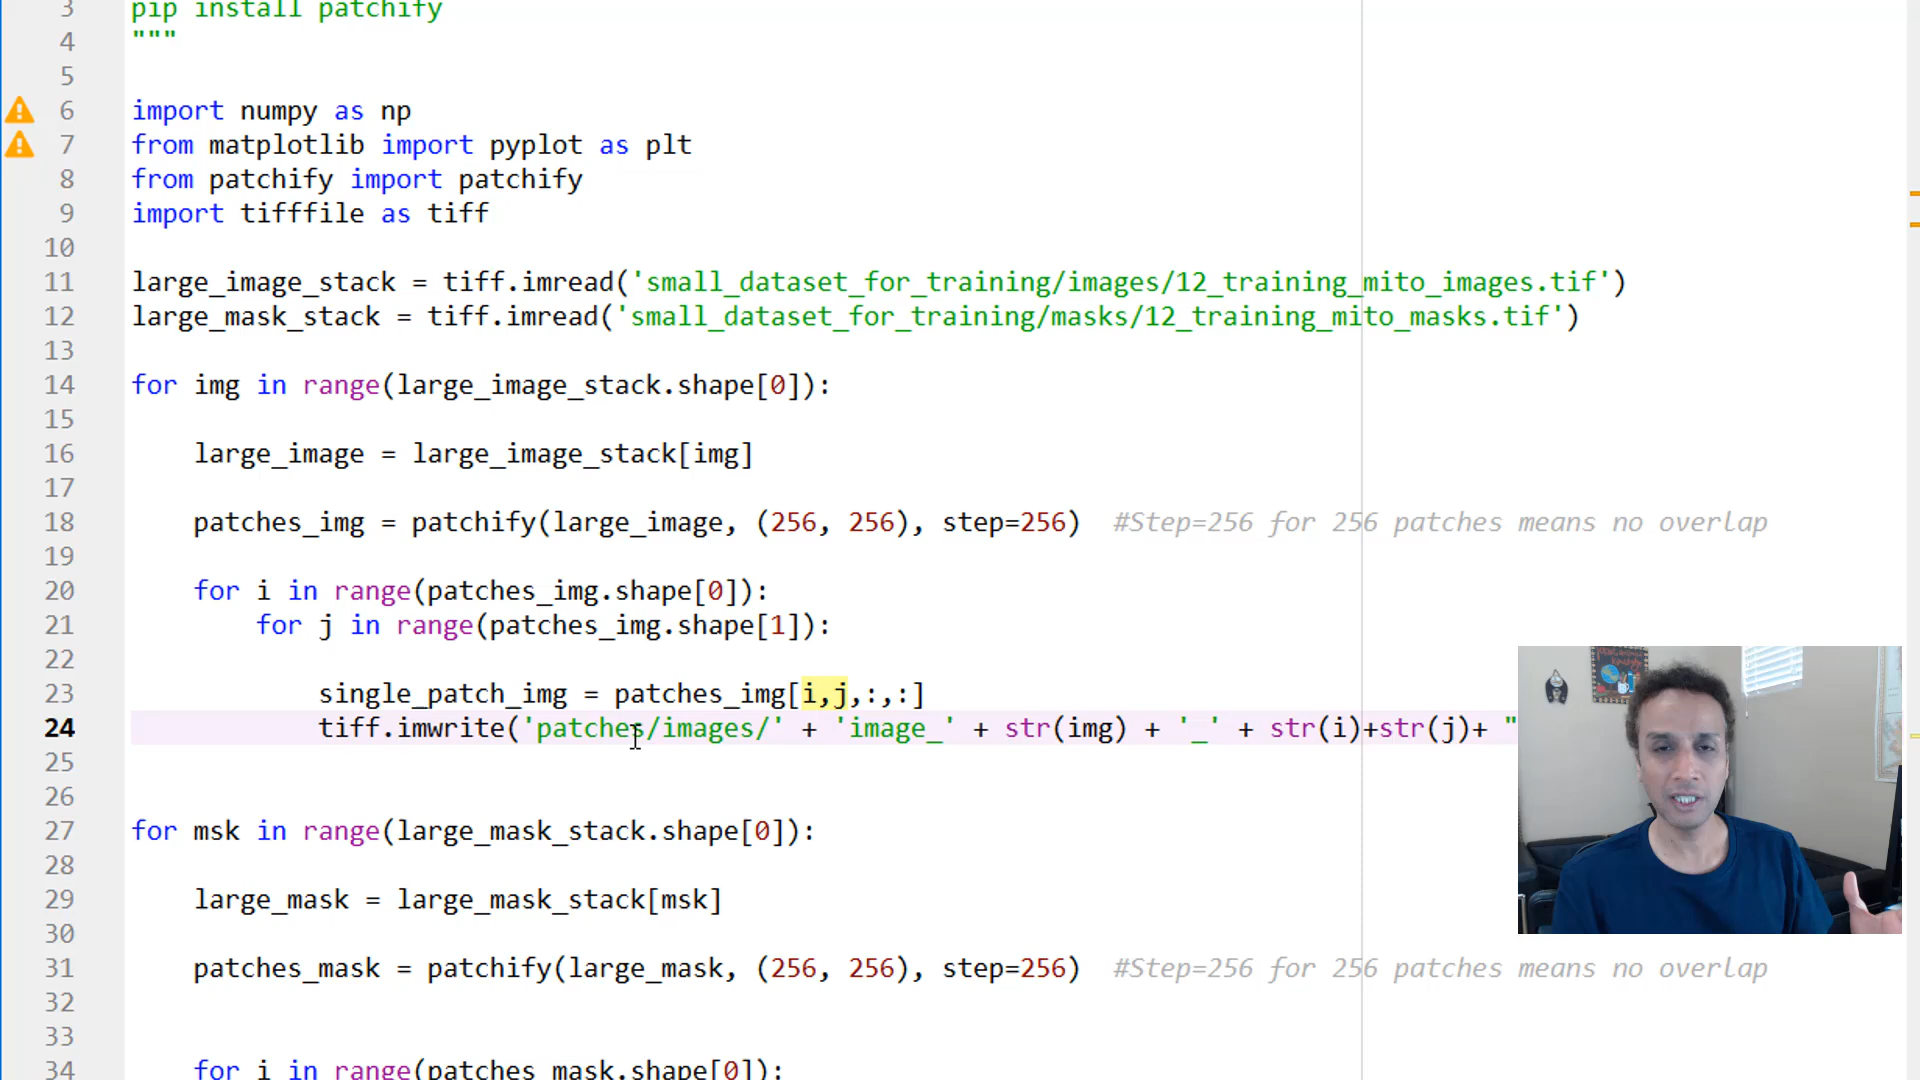 3 pip install patchify
4 """
5
6 import numpy as np
7 from matplotlib import pyplot as plt
8 from patchify import patchify
9 import tifffile as tiff
10
11 large_image_stack = tiff.imread('small_dataset_for_training/images/12_training_mito_images.tif')
12 large_mask_stack = tiff.imread('small_dataset_for_training/masks/12_training_mito_masks.tif')
13
14 for img in range(large_image_stack.shape[0]):
15
16 large_image = large_image_stack[img]
17
18 patches_img = patchify(large_image, (256, 256), step=256)  #Step=256 for 256 patches means no overlap
19
20 for i in range(patches_img.shape[0]):
21 for j in range(patches_img.shape[1]):
22
23 single_patch_img = patches_img[i,j,:,:]
24 tiff.imwrite('patches/images/' + 'image_' + str(img) + '_' + str(i)+str(j)+ "
25
26
27 for msk in range(large_mask_stack.shape[0]):
28
29 large_mask = large_mask_stack[msk]
30
31 patches_mask = patchify(large_mask, (256, 256), step=256)  #Step=256 for 256 patches means no overlap
32
33
34 for i in range(patches_mask.shape[0]):